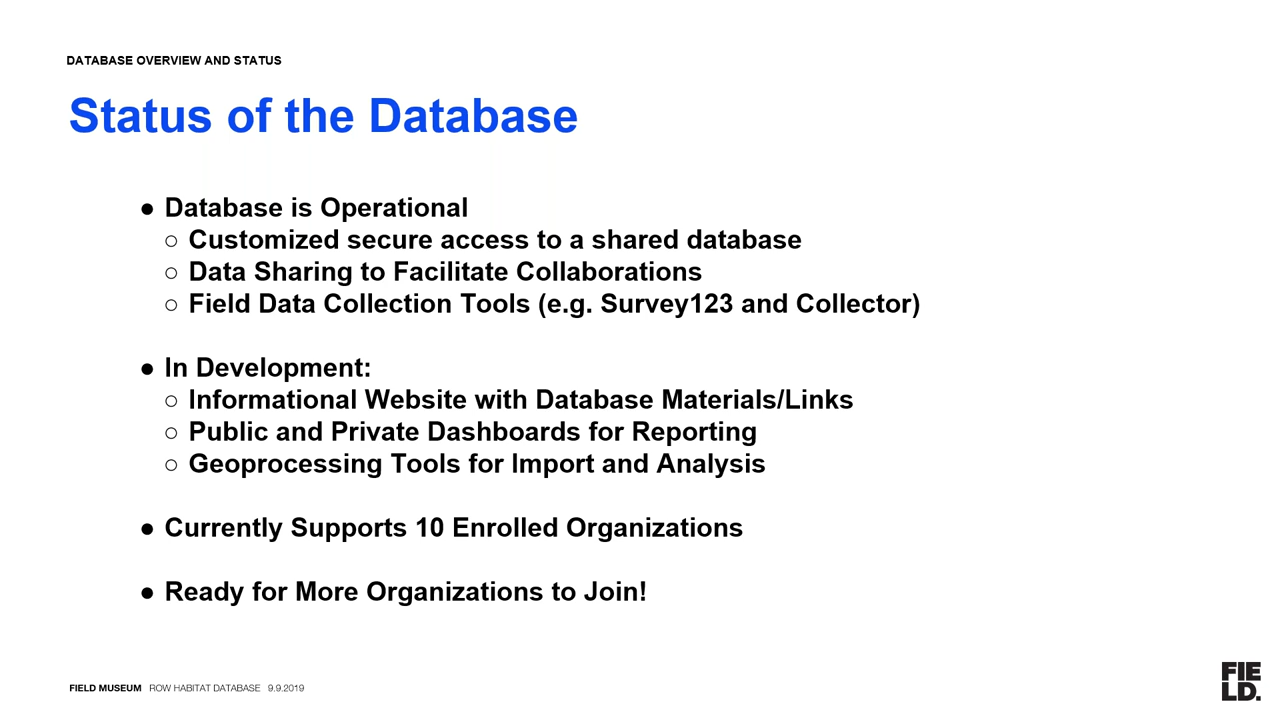 DATABASE OVERVIEW AND STATUS
Status of the Database
● Database is Operational
○ Customized secure access to a shared database
○ Data Sharing to Facilitate Collaborations
○ Field Data Collection Tools (e.g. Survey123 and Collector)
● In Development:
○ Informational Website with Database Materials/Links
○ Public and Private Dashboards for Reporting
○ Geoprocessing Tools for Import and Analysis
● Currently Supports 10 Enrolled Organizations
● Ready for More Organizations to Join!
FIELD MUSEUM ROW HABITAT DATABASE 9.9.2019
FIE
LD.